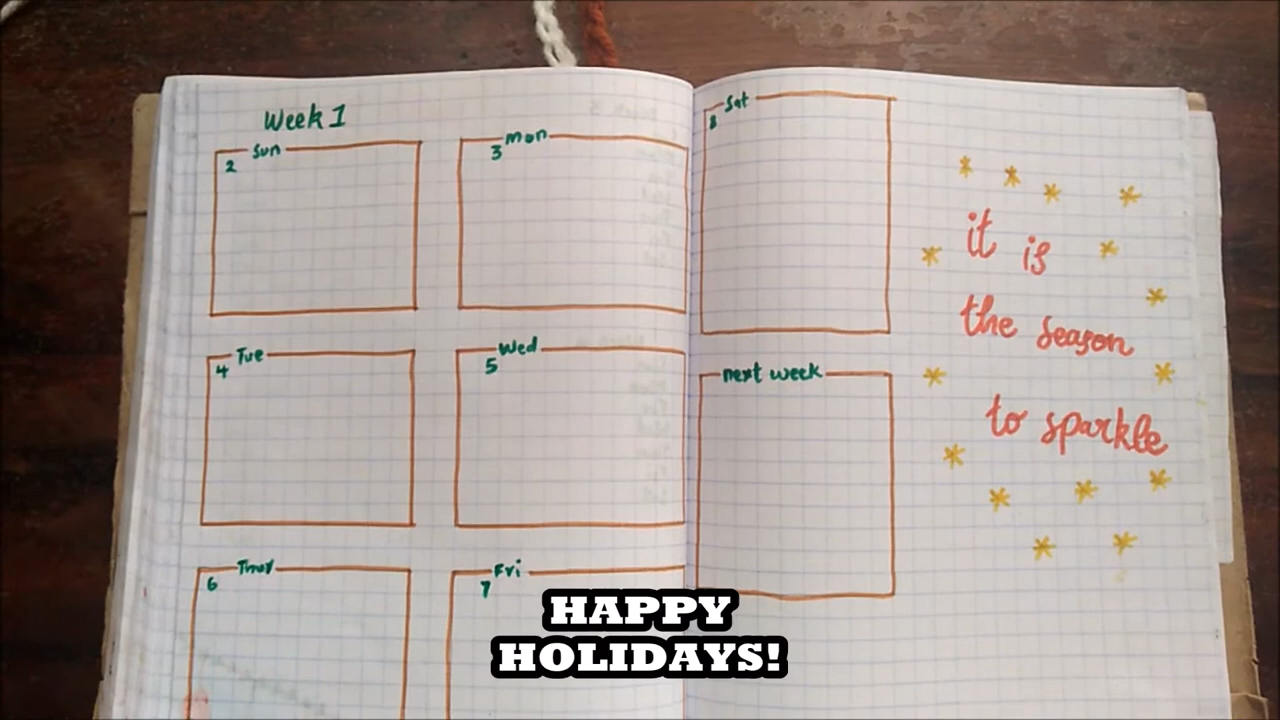 Week 1
Sun
2
Mon
3
Tue
4
Wed
5
Thur
6
Fri
7
Sat
8
next week
it is
the season
to sparkle
HAPPY
HOLIDAYS!